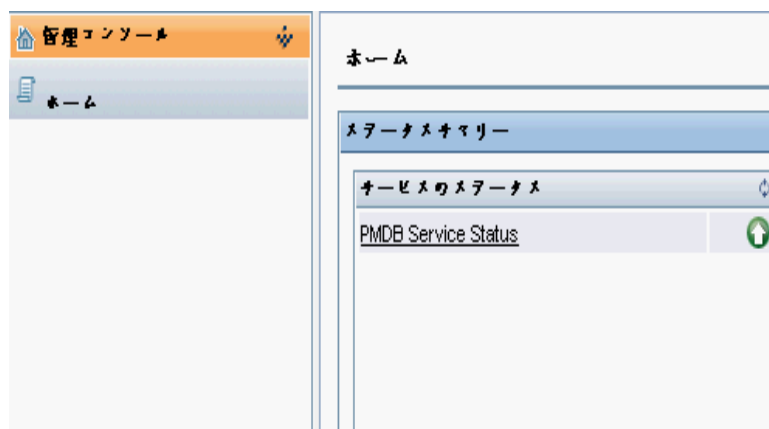 管理コンソール
ホーム
ホーム
ステータスサマリー
サービスのステータス
PMDB Service Status